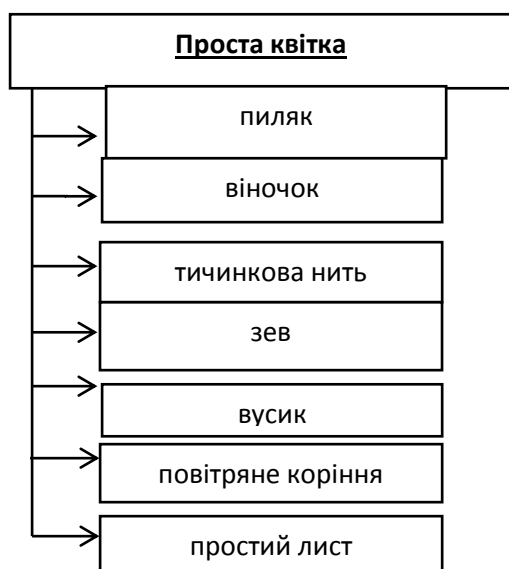 Проста квітка
пиляк
віночок
тичинкова нить
зев
вусик
повітряне коріння
простий лист